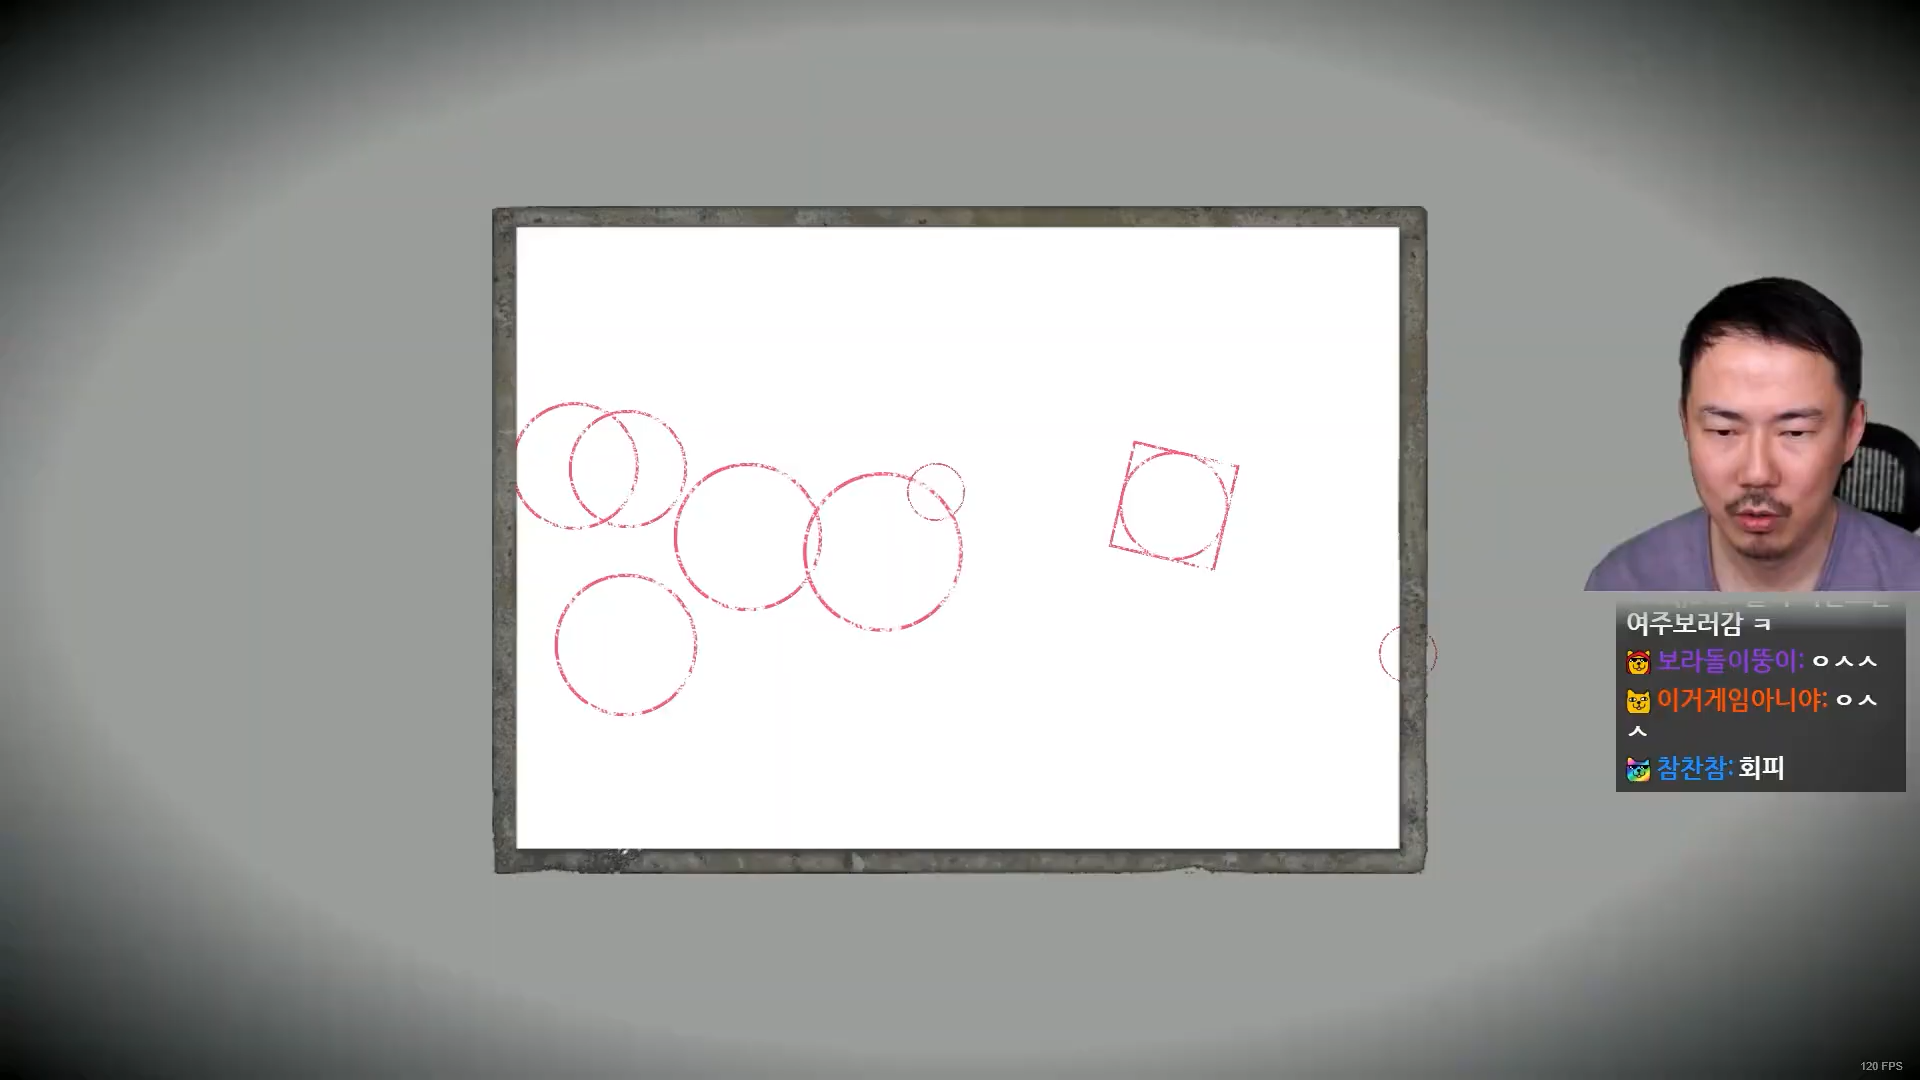 여주보러감 ㅋ
보라돌이뚱이: ㅇㅅㅅ
이거게임아니야: ㅇㅅ
ㅅ
참찬참: 회피
120 FPS